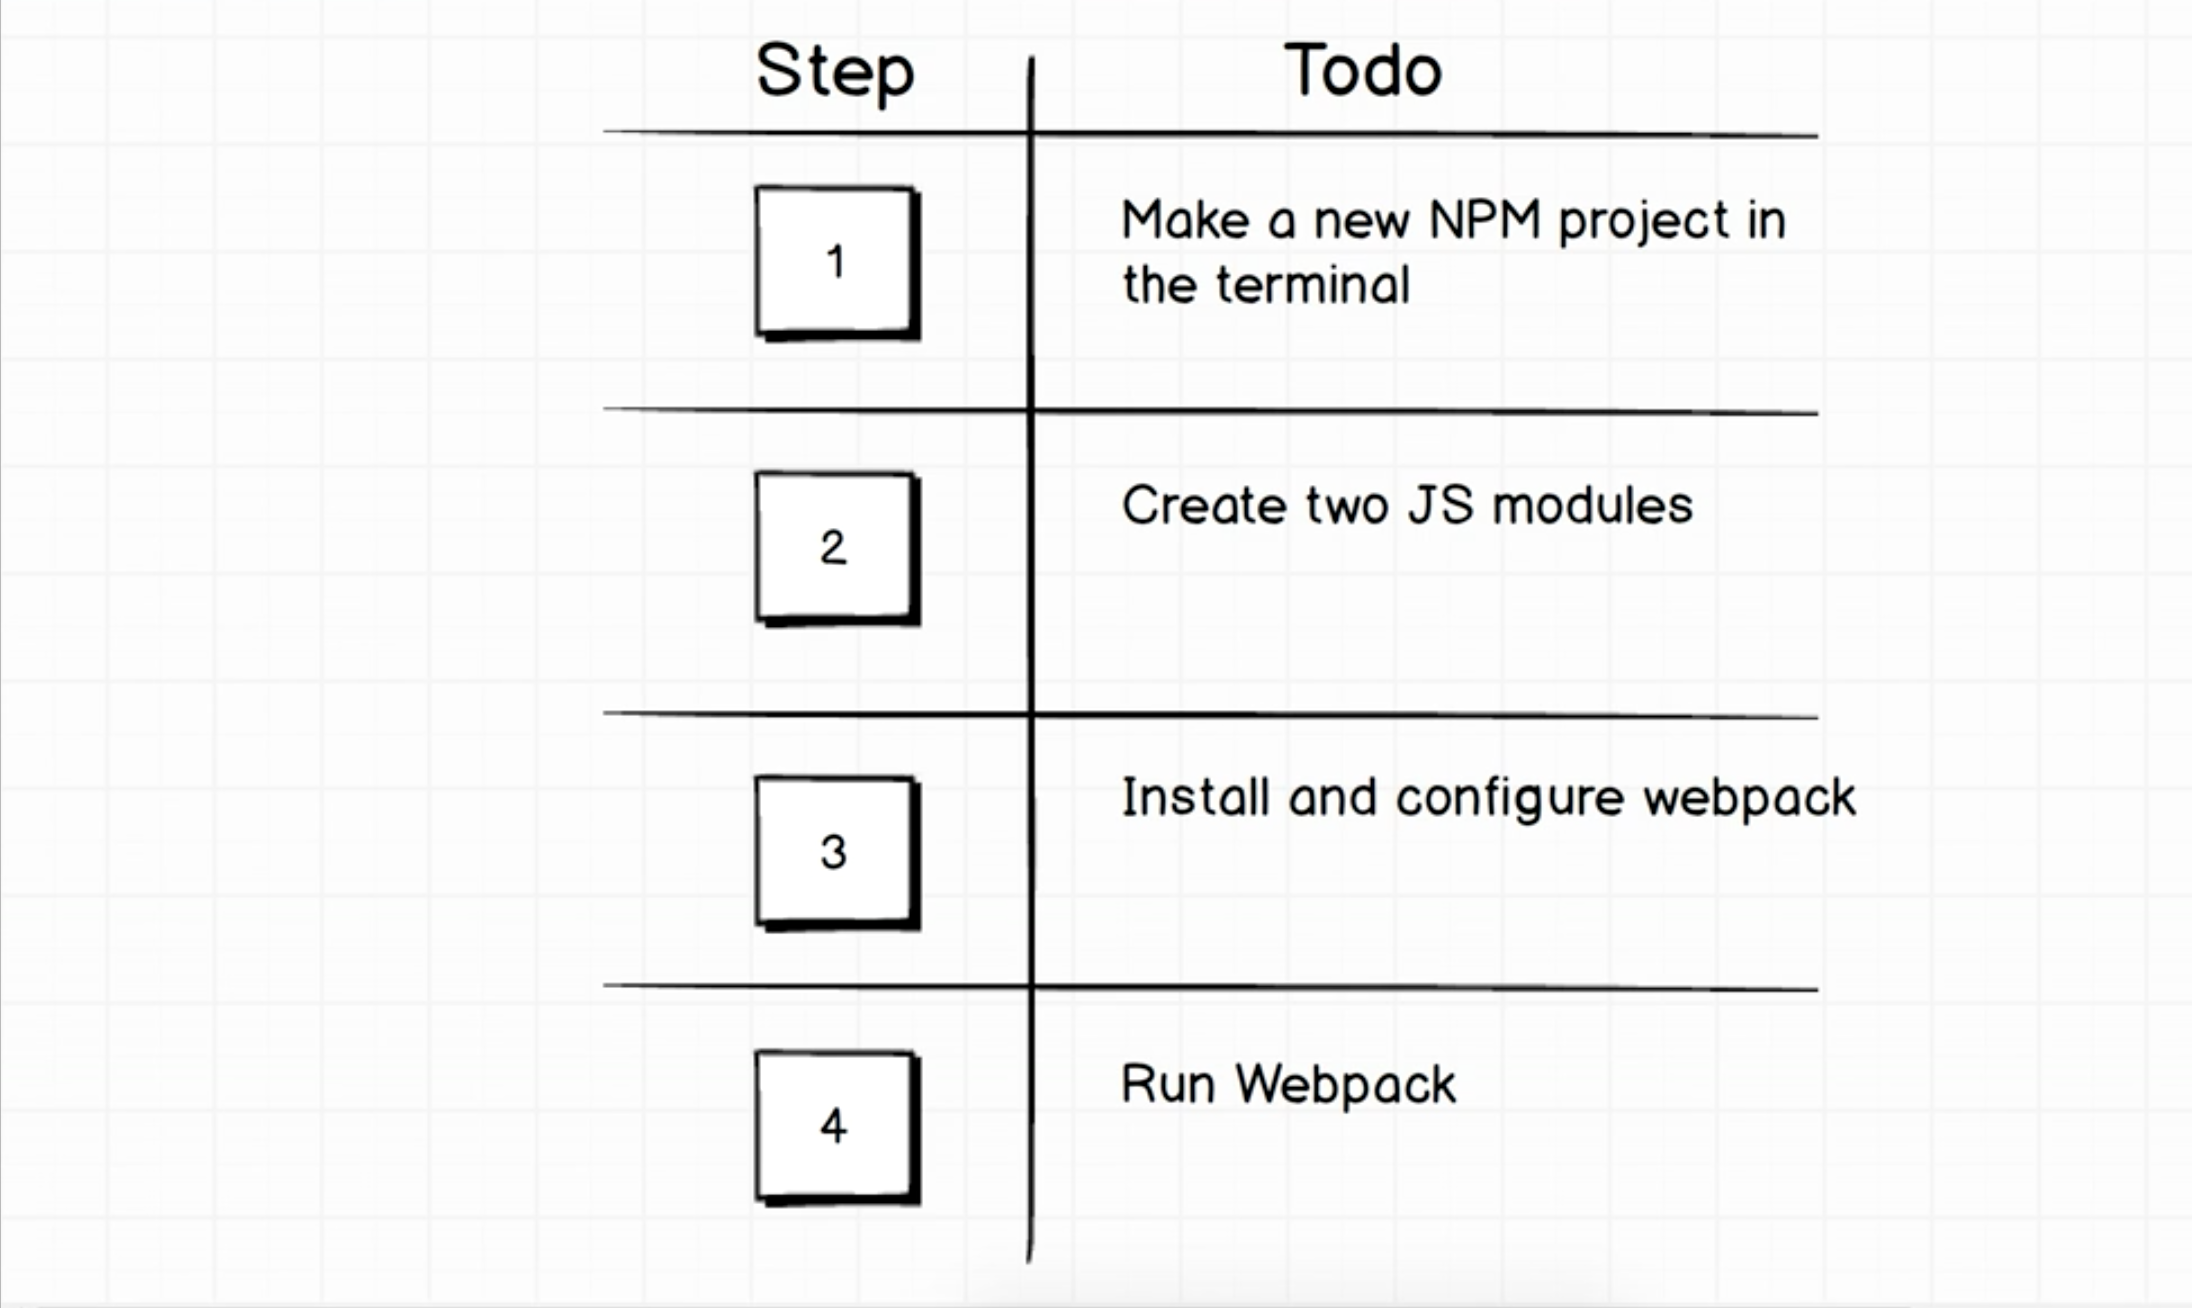 Step Todo
1 Make a new NPM project in
the terminal
2 Create two JS modules
3 Install and configure webpack
4 Run Webpack